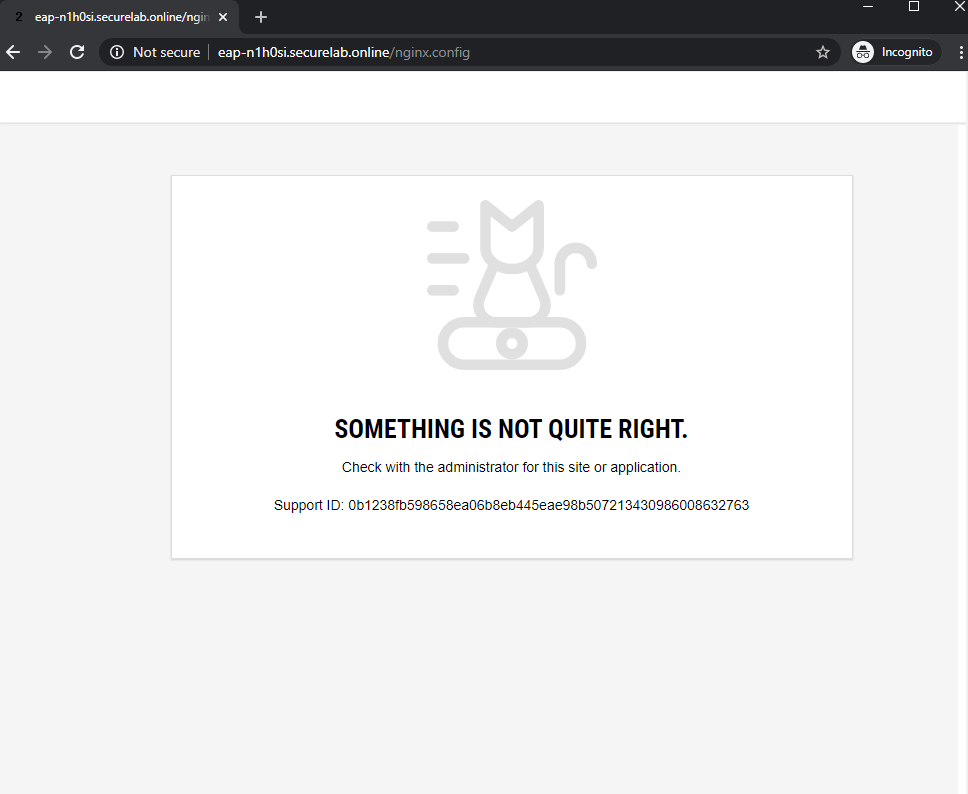 2 eap-n1h0si.securelab.online/ngin
Not secure eap-n1h0si.securelab.online/nginx.config Incognito
SOMETHING IS NOT QUITE RIGHT.
Check with the administrator for this site or application.
Support ID: 0b1238fb598658ea06b8eb445eae98b507213430986008632763